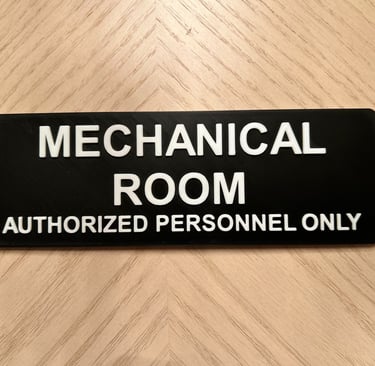 MECHANICAL
ROOM
AUTHORIZED PERSONNEL ONLY